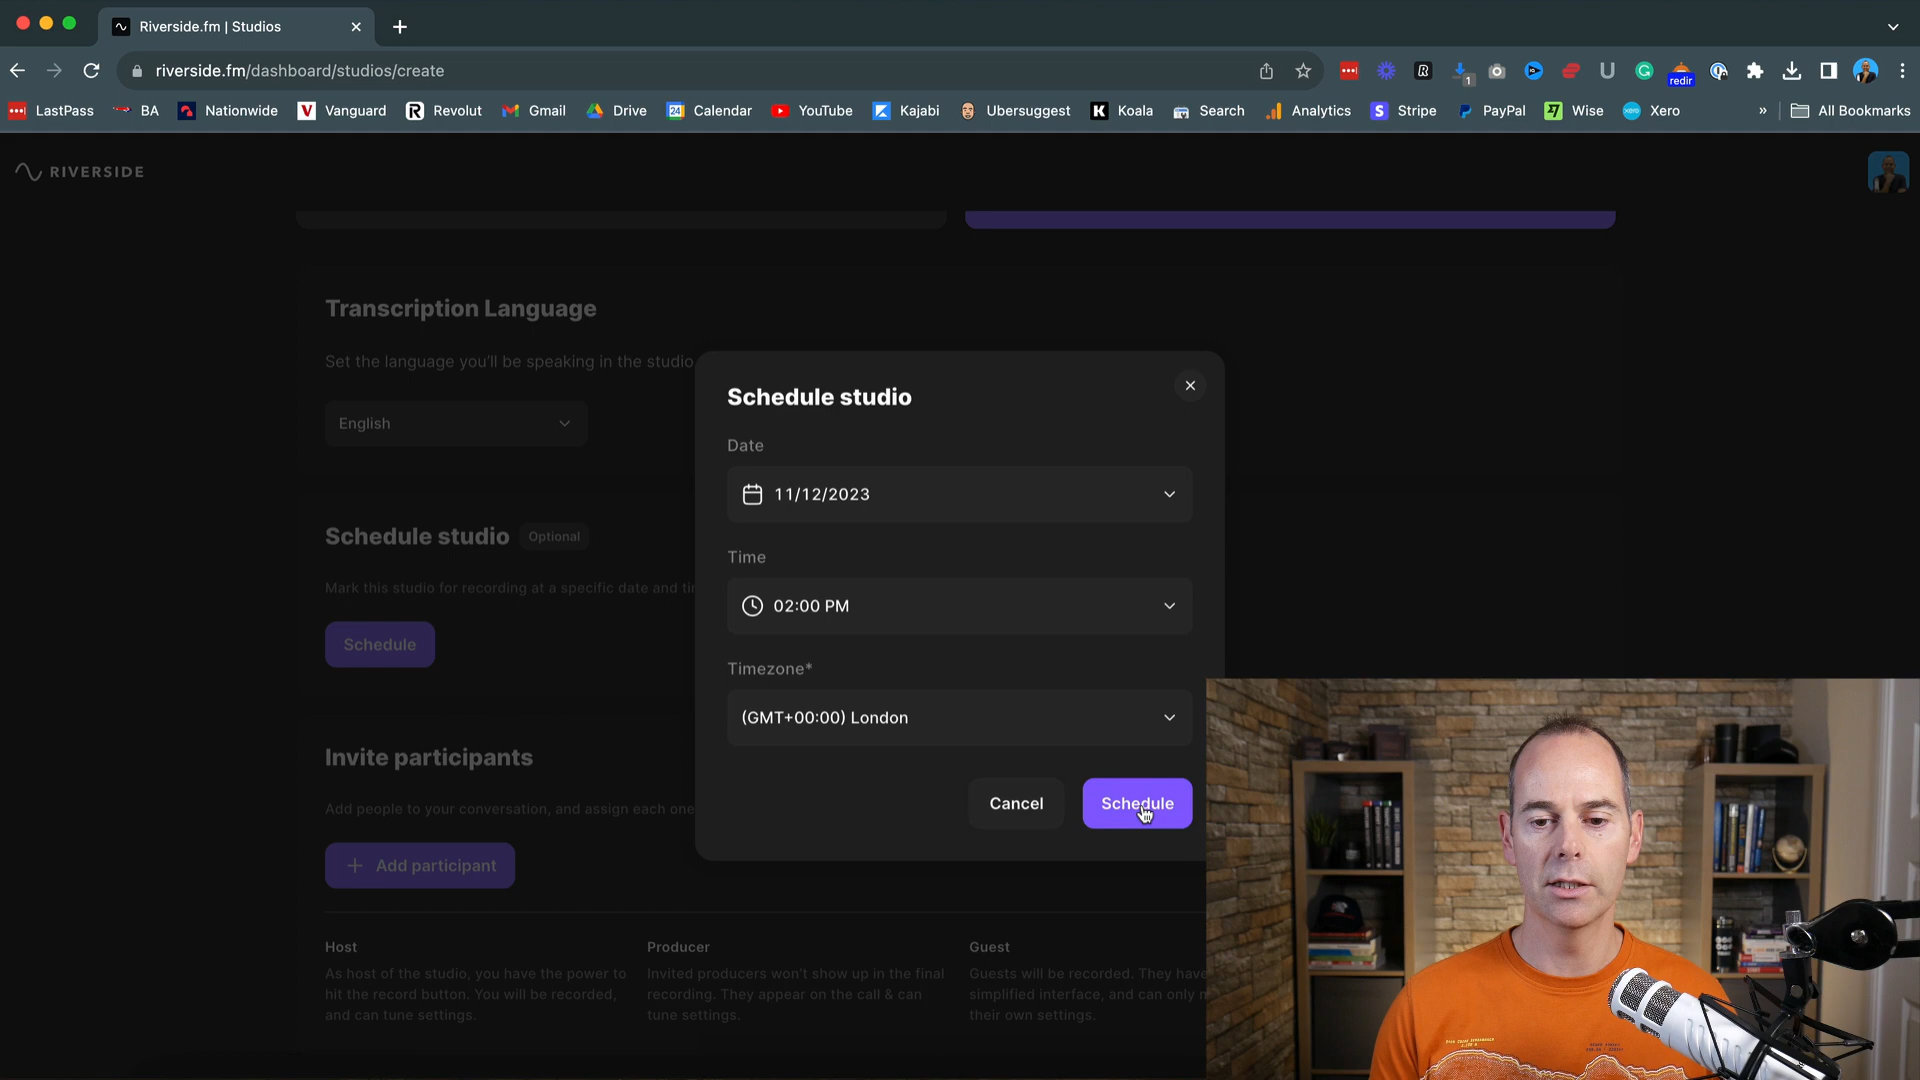 Riverside.fm | Studios
riverside.fm/dashboard/studios/create
1
redir
LastPass
BA
Nationwide
Vanguard
Revolut
Gmail
24
Drive
Calendar
YouTube
Kajabi
Ubersuggest
Koala
Search
Analytics
Stripe
PayPal
Wise
Xero
»
All Bookmarks
RIVERSIDE
Transcription Language
Set the language you'll be speaking in the studio
English
Schedule studio
Optional
Mark this studio for recording at a specific date and
Schedule
Invite participants
Add people to your conversation, and assign each one
+ Add participant
Host
As host of the studio, you have the power to
hit the record button. You will be recorded,
and can tune settings.
Producer
Invited producers won't show up in the final
recording. They appear on the call & can
tune settings.
Guest
Guests will be recorded. They have
simplified interface, and can only
their own settings.
Schedule studio
Date
11/12/2023
Time
02:00 PM
Timezone*
(GMT+00:00) London
Cancel
Schedule